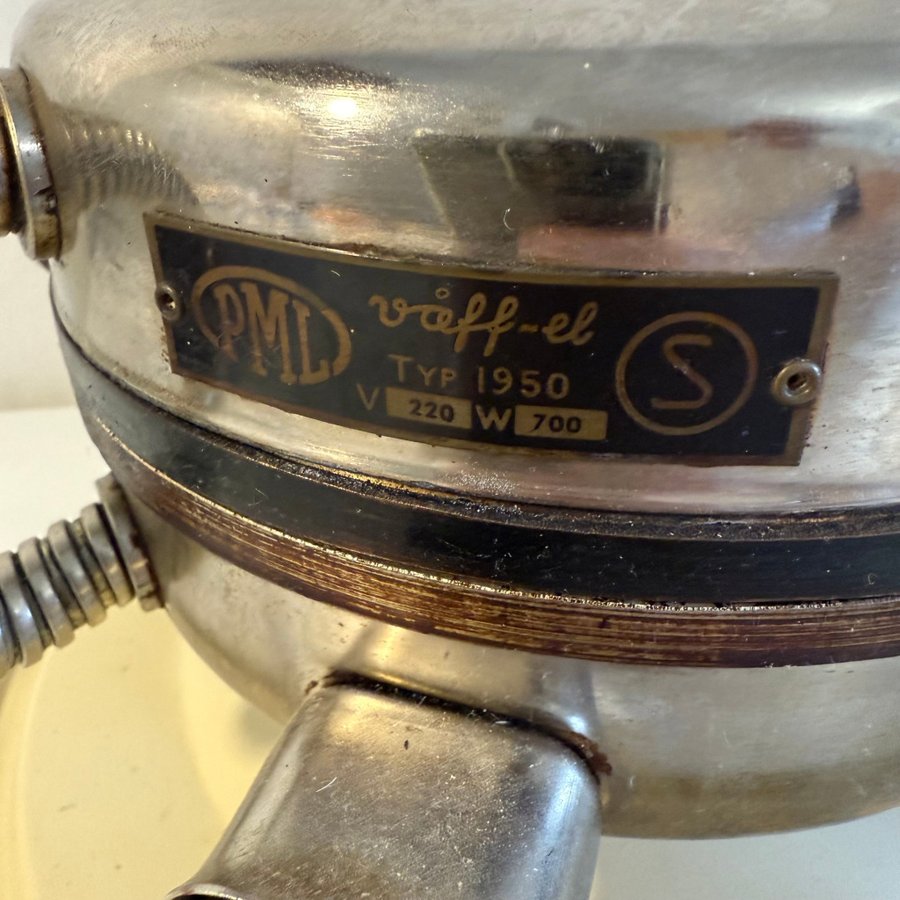 PML
våff-el
TYP 1950
V 220 W 700
S